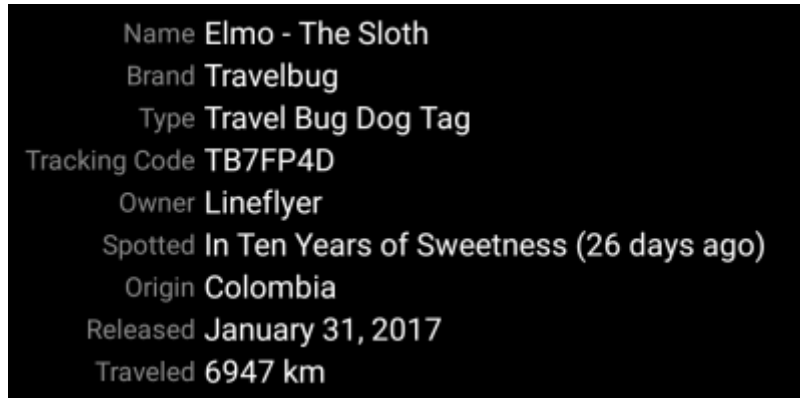 Name Elmo - The Sloth
Brand Travelbug
Type Travel Bug Dog Tag
Tracking Code TB7FP4D
Owner Lineflyer
Spotted In Ten Years of Sweetness (26 days ago)
Origin Colombia
Released January 31, 2017
Traveled 6947 km